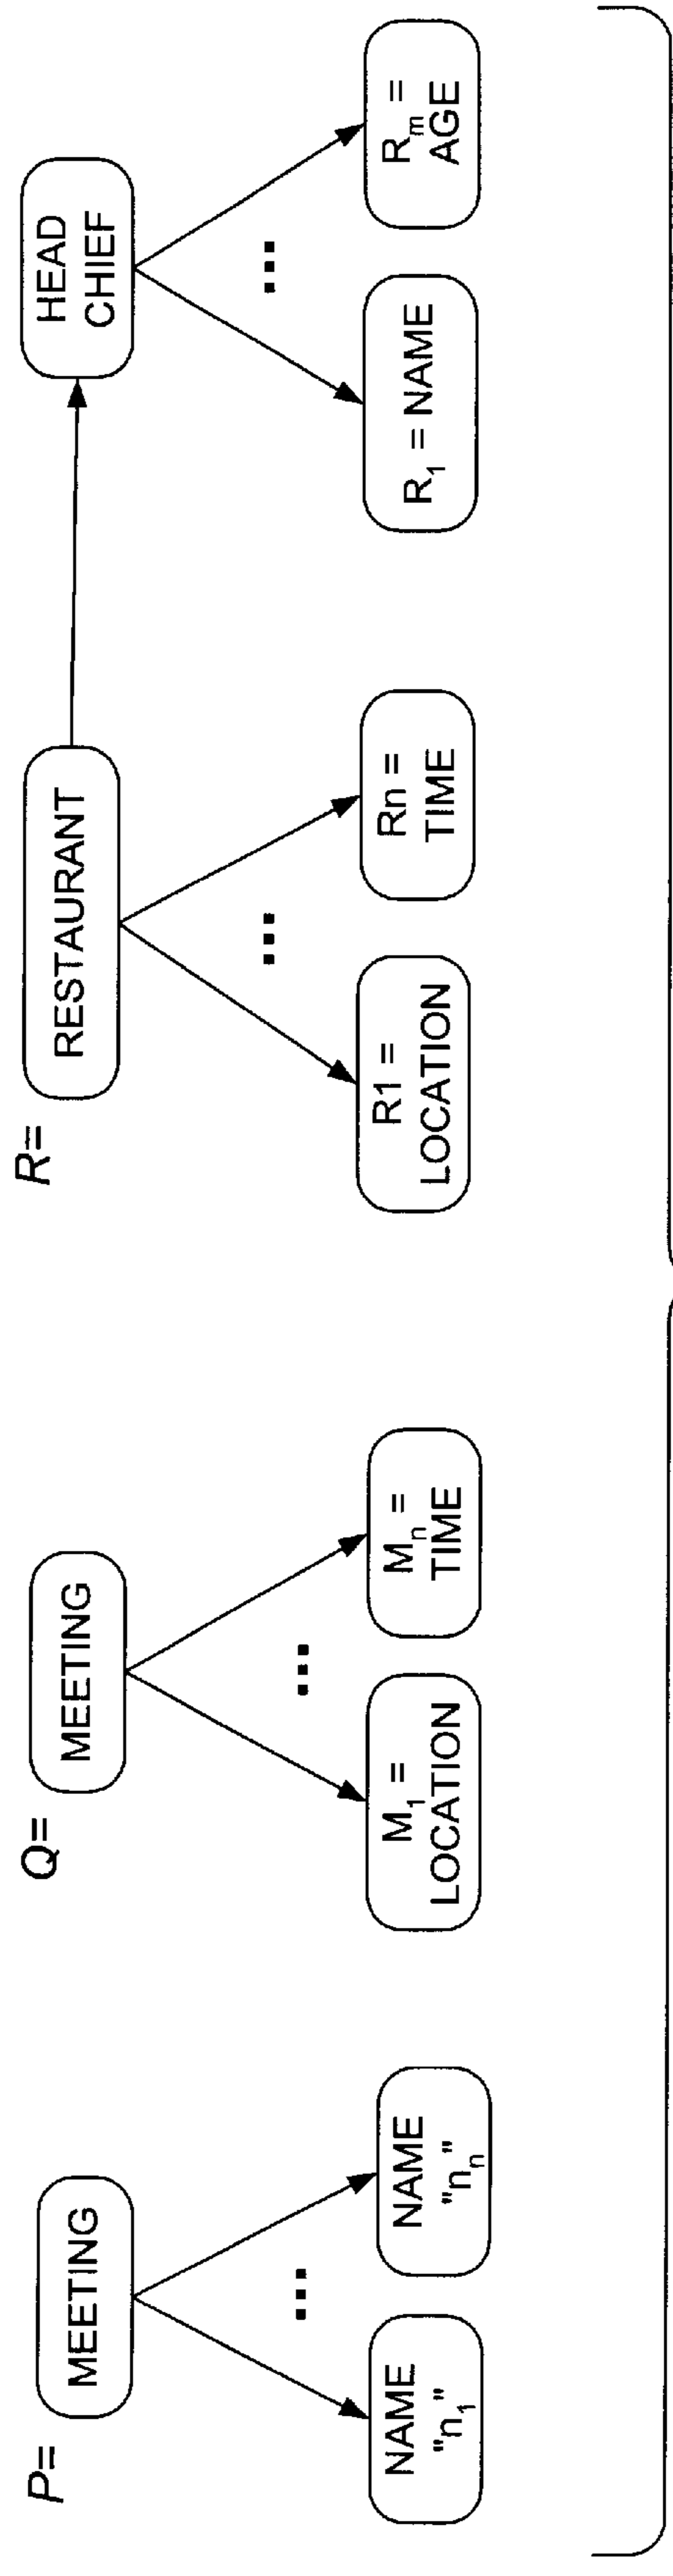 P=
MEETING
NAME
"n₁"
NAME
"nₙ"
...
Q=
MEETING
M₁ =
LOCATION
Mₙ =
TIME
...
R=
RESTAURANT
R1 =
LOCATION
Rn =
TIME
...
HEAD
CHIEF
R₁ = NAME
Rₘ =
AGE
...